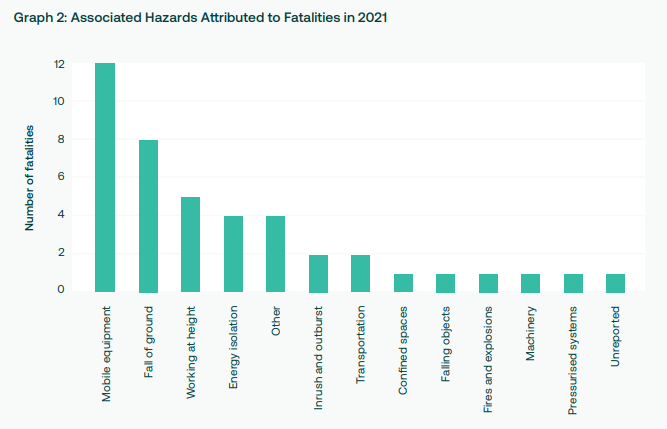 Graph 2: Associated Hazards Attributed to Fatalities in 2021
Number of fatalities
12
10
8
6
4
2
0
Mobile equipment
Fall of ground
Working at height
Energy isolation
Other
Inrush and outburst
Transportation
Confined spaces
Falling objects
Fires and explosions
Machinery
Pressurised systems
Unreported